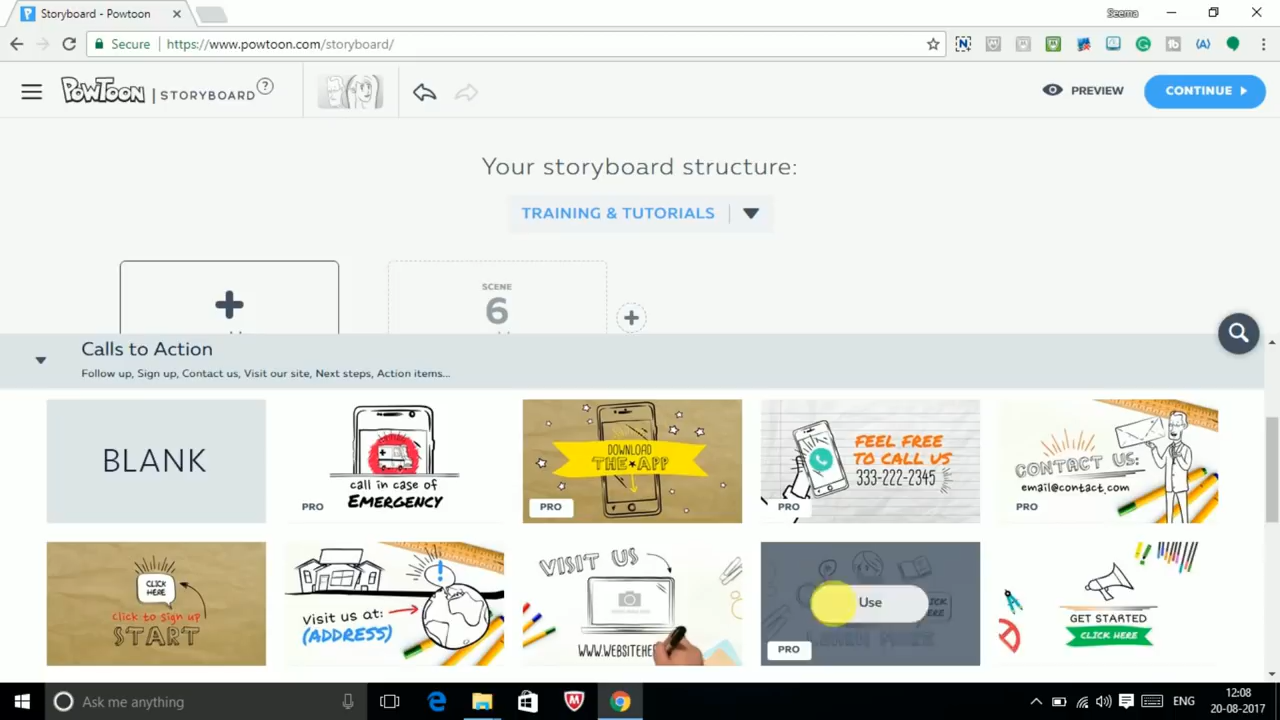 Storyboard - Powtoon
Seema
Secure
https://www.powtoon.com/storyboard/
POWTOON | STORYBOARD ?
PREVIEW
CONTINUE
Your storyboard structure:
TRAINING & TUTORIALS
SCENE
6
Calls to Action
Follow up, Sign up, Contact us, Visit our site, Next steps, Action items...
BLANK
call in case of
EMERGENCY
PRO
DOWNLOAD
THE APP
PRO
FEEL FREE
TO CALL US
333-222-2345
PRO
CONTACT US:
email@contact.com
PRO
CLICK
HERE
click to sign up
START
Visit us at:
(ADDRESS)
VISIT US
Use
PRO
GET STARTED
CLICK HERE
Ask me anything
ENG
12:08
20-08-2017